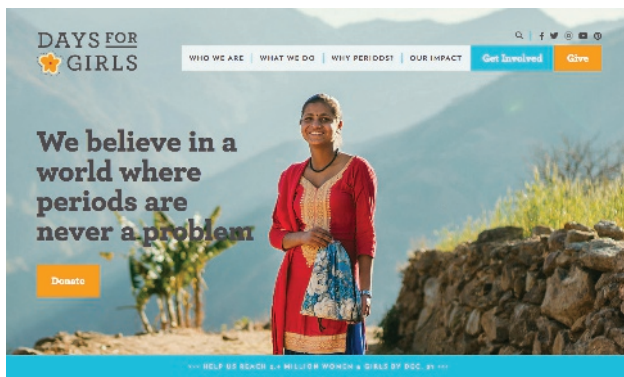 DAYS FOR
GIRLS
WHO WE ARE | WHAT WE DO | WHY PERIODS? | OUR IMPACT
Get Involved
Give
We believe in a
world where
periods are
never a problem
Donate
HELP US REACH MILLION WOMEN & GIRLS BY DEC.